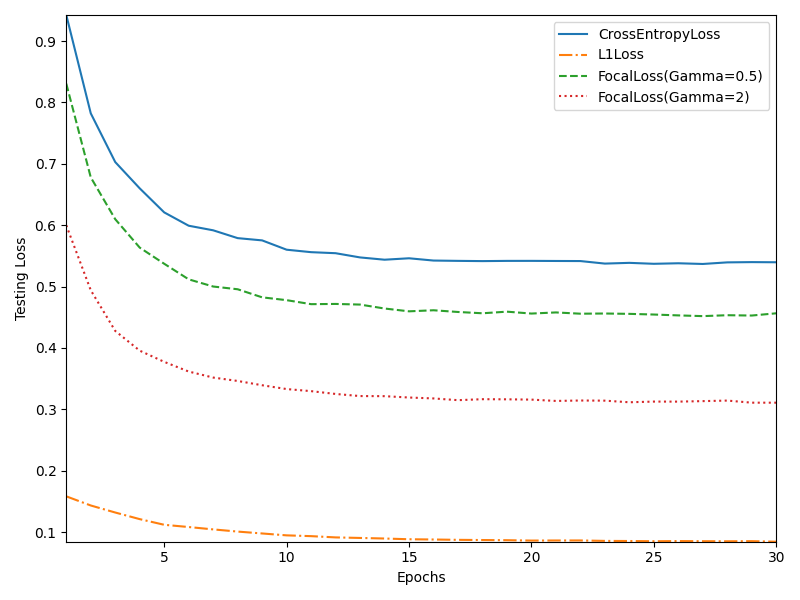 CrossEntropyLoss
L1Loss
FocalLoss(Gamma=0.5)
FocalLoss(Gamma=2)
Testing Loss
0.9
0.8
0.7
0.6
0.5
0.4
0.3
0.2
0.1
5 10 15 20 25 30
Epochs